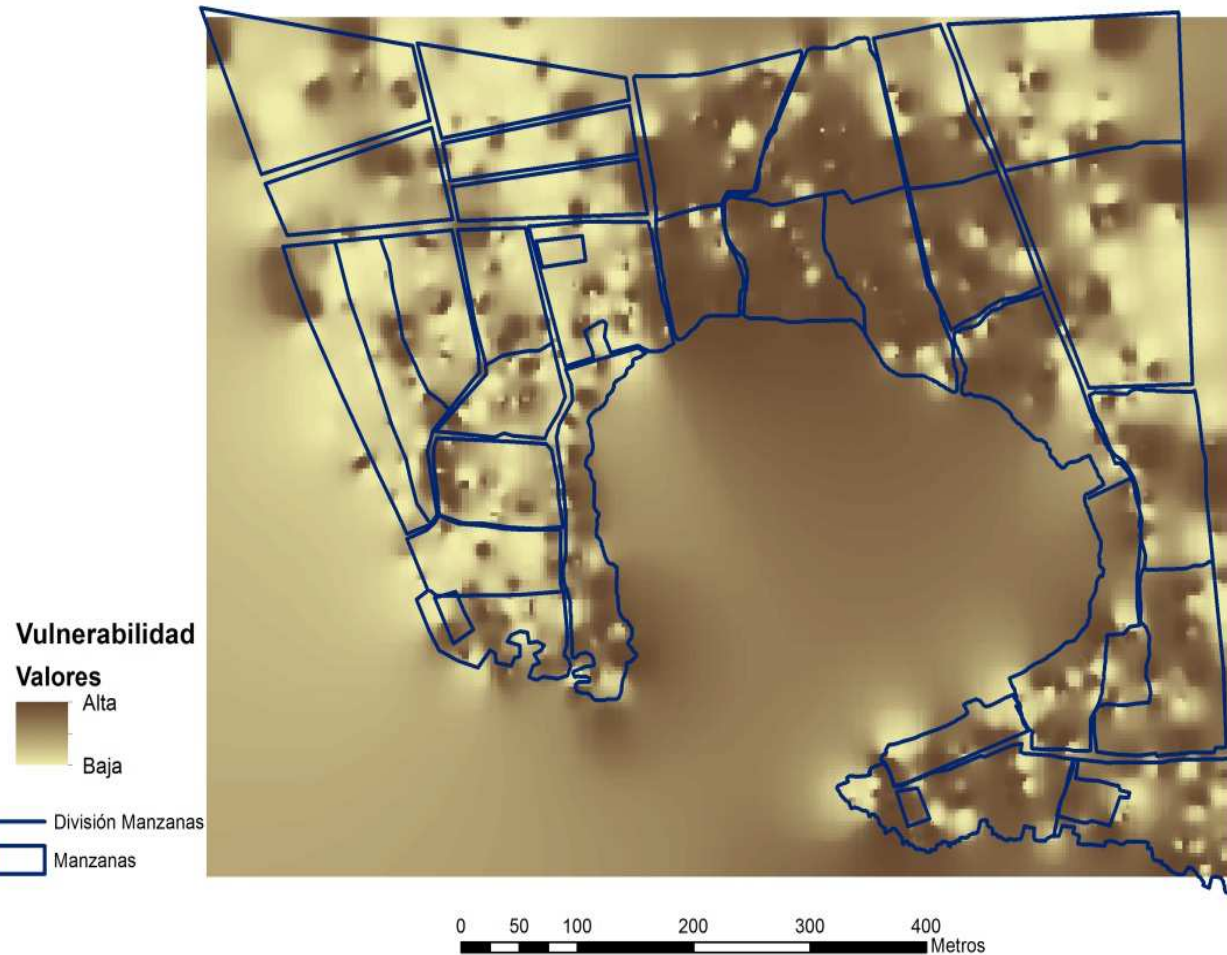 Vulnerabilidad
Valores
Alta
Baja
División Manzanas
Manzanas
0 50 100 200 300 400
Metros